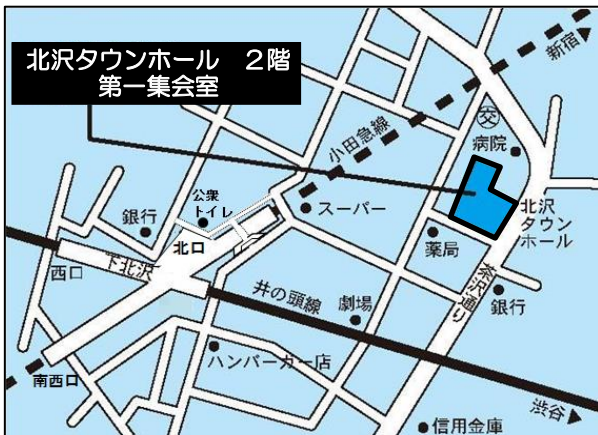 北沢タウンホール　２階
第一集会室
新宿
小田急線
交
病院
公衆
トイレ
スーパー
銀行
北沢
タウン
ホール
北口
薬局
下北沢
西口
茶沢通り
井の頭線
劇場
銀行
ハンバーガー店
南西口
渋谷
信用金庫